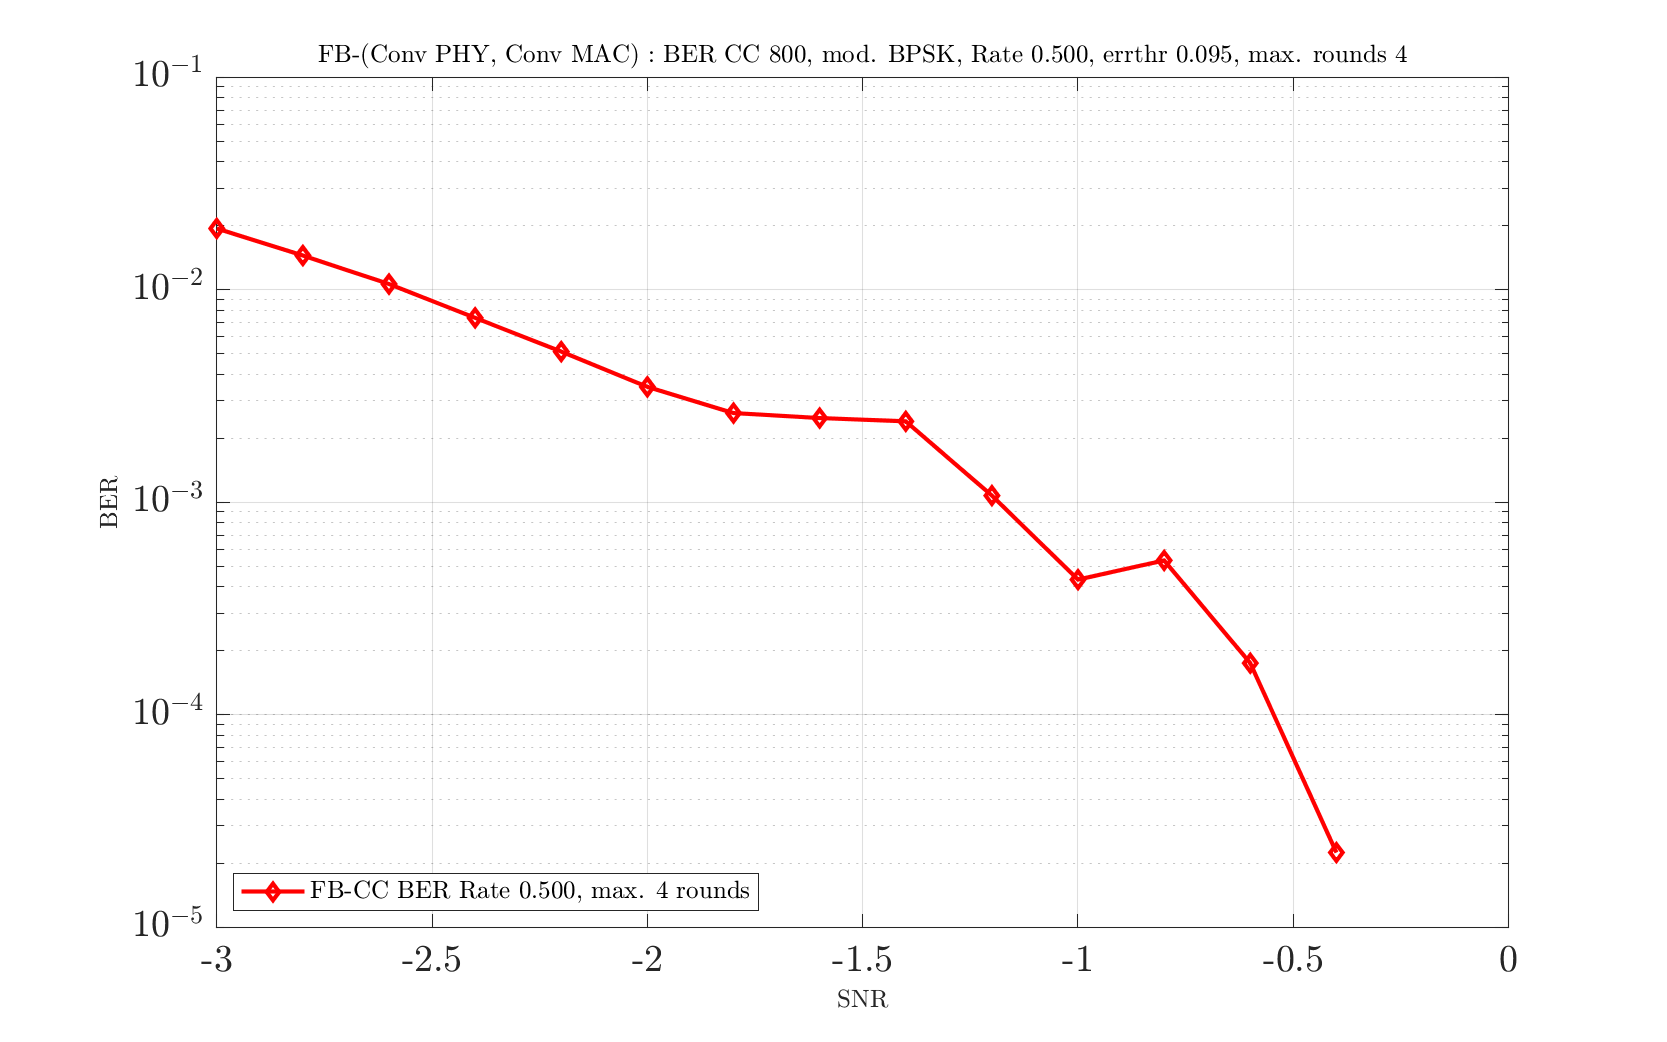 FB-(Conv PHY, Conv MAC) : BER CC 800, mod. BPSK, Rate 0.500, errthr 0.095, max. rounds 4
10^{-1}
10^{-2}
10^{-3}
10^{-4}
10^{-5}
BER
FB-CC BER Rate 0.500, max. 4 rounds
-3 -2.5 -2 -1.5 -1 -0.5 0
SNR